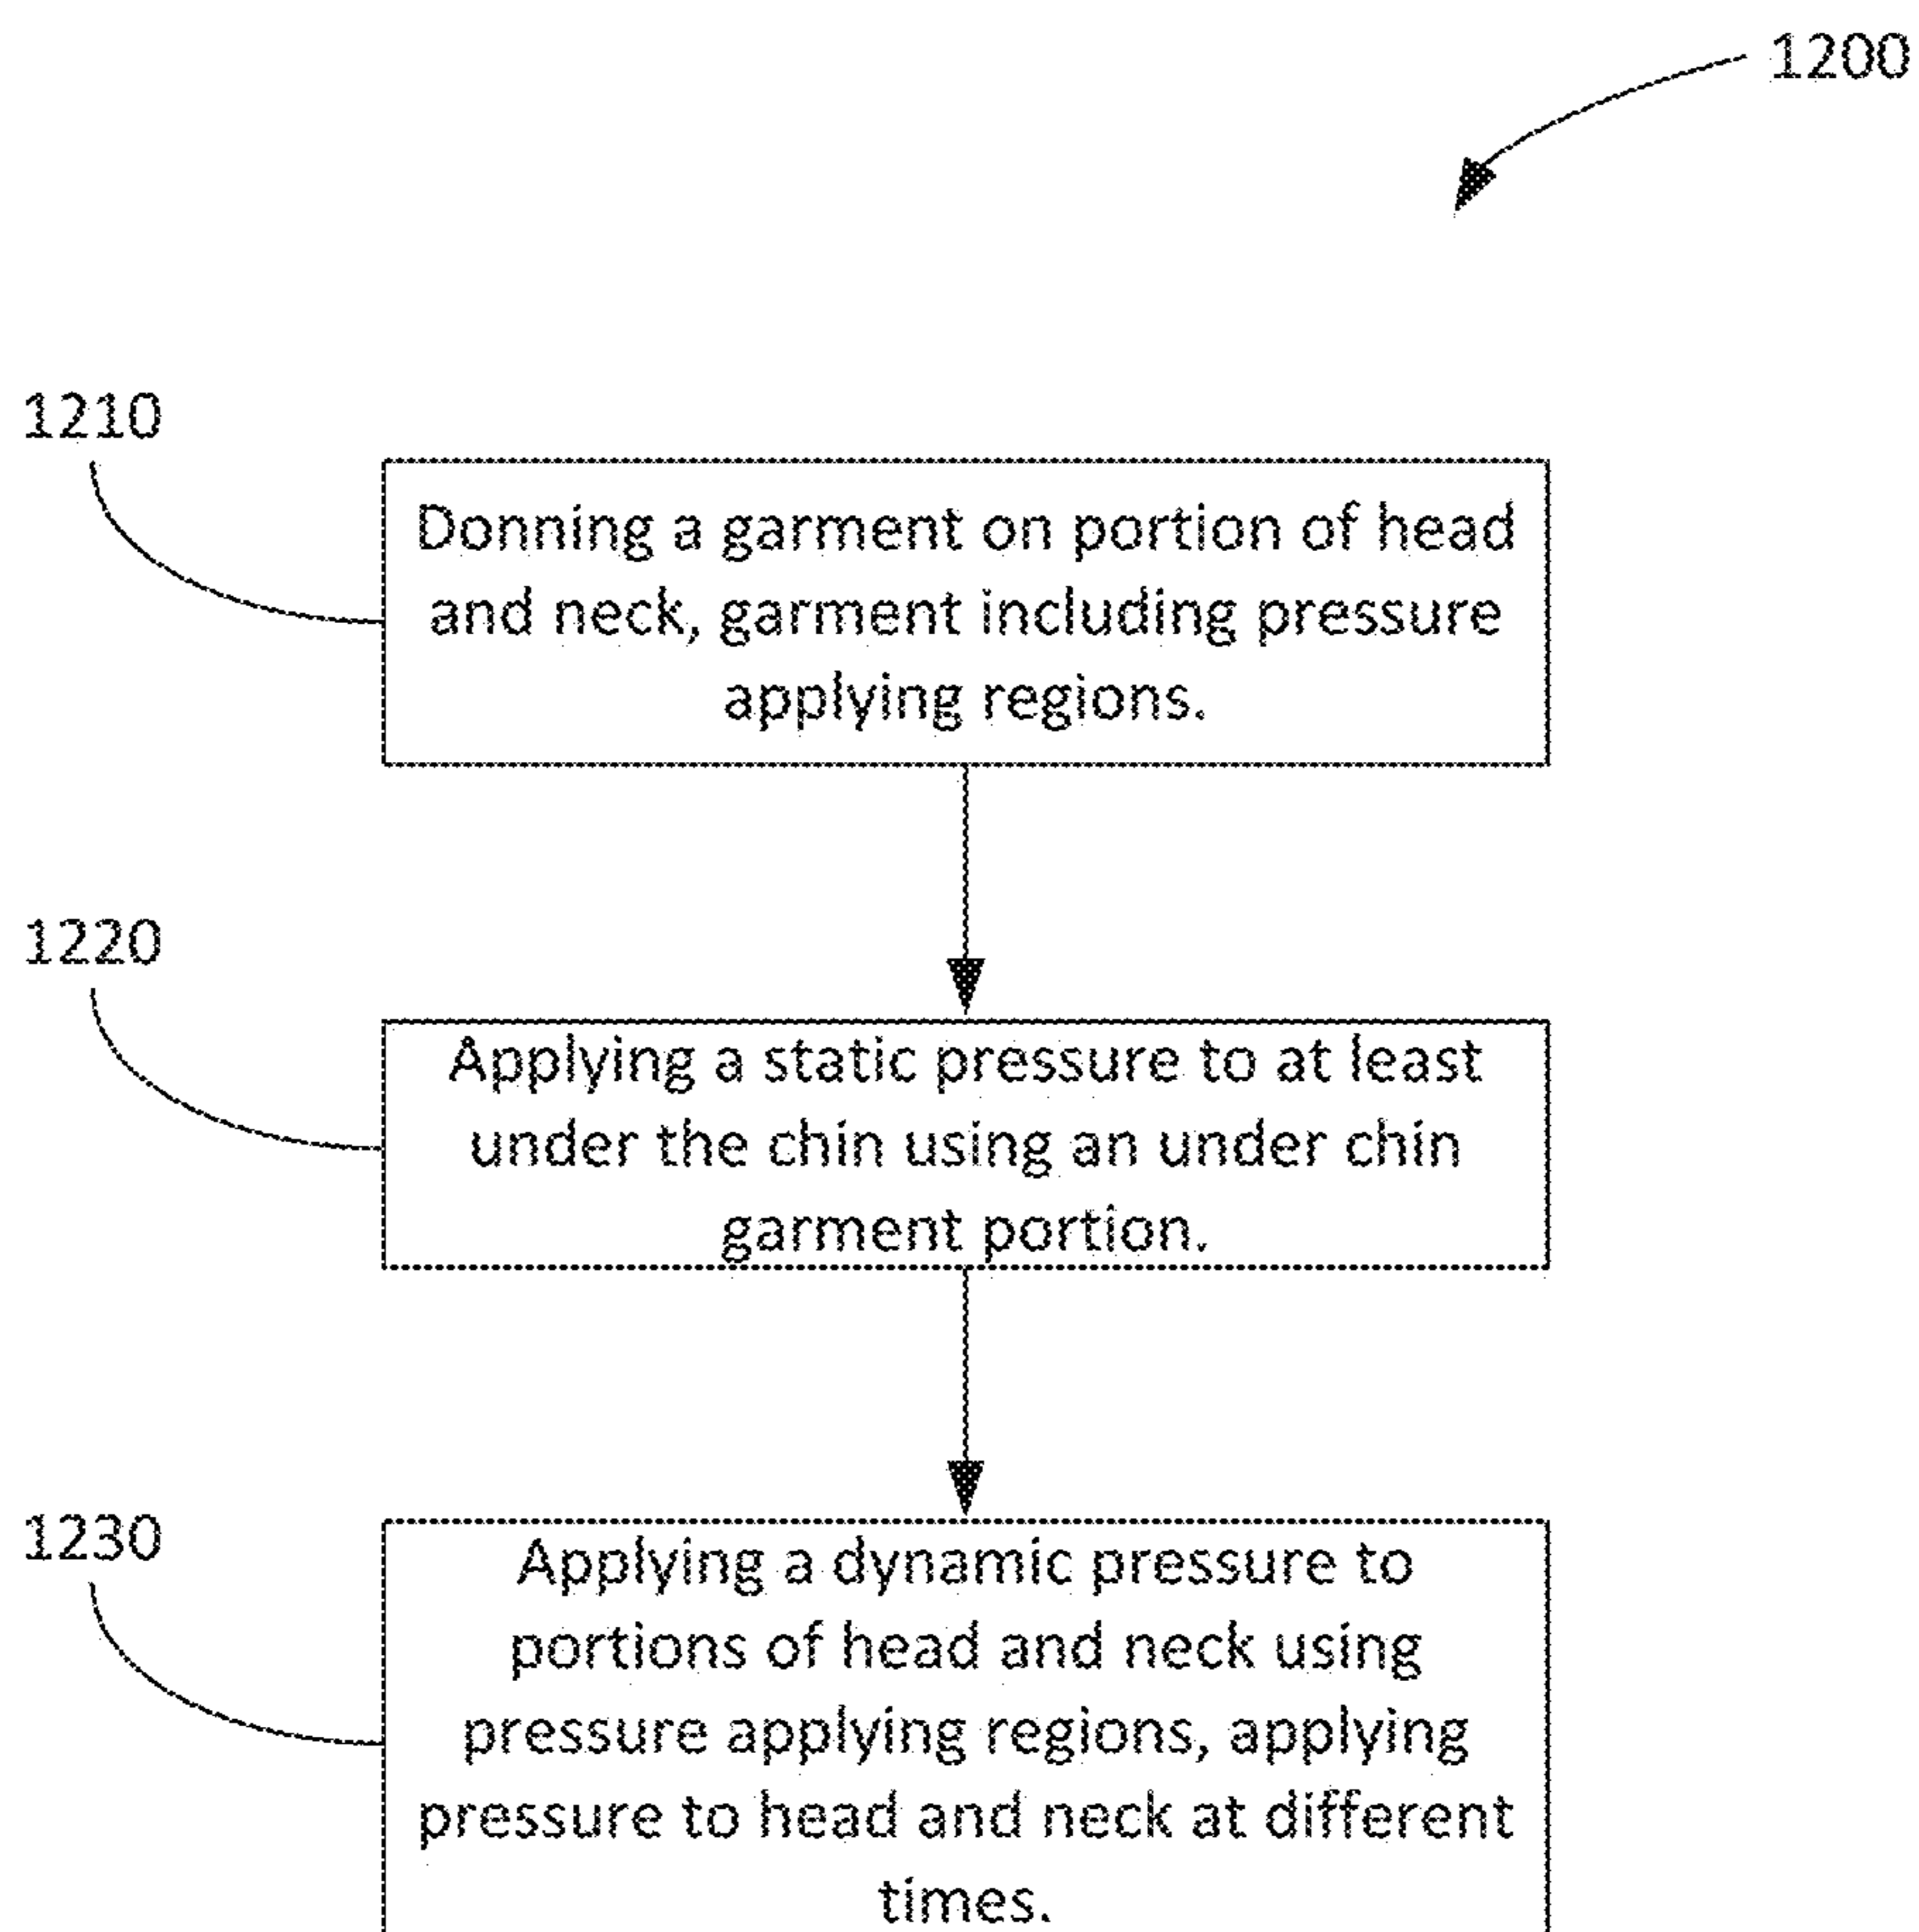 1200
1210
Donning a garment on portion of head
and neck, garment including pressure
applying regions.
1220
Applying a static pressure to at least
under the chin using an under chin
garment portion.
1230
Applying a dynamic pressure to
portions of head and neck using
pressure applying regions, applying
pressure to head and neck at different
times.